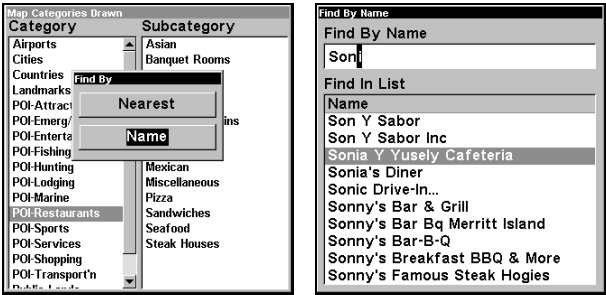 Map Categories Drawn
Category
Subcategory
Airports
Cities
Countries
Landmarks
POI-Attract
POI-Emerg/
POI-Enterta
POI-Fishing
POI-Hunting
POI-Lodging
POI-Marine
POI-Restaurants
POI-Sports
POI-Services
POI-Shopping
POI-Transport'n
Public Lands
Asian
Banquet Rooms
ins
Mexican
Miscellaneous
Pizza
Sandwiches
Seafood
Steak Houses
Find By
Nearest
Name
Find By Name
Find By Name
Soni
Find In List
Name
Son Y Sabor
Son Y Sabor Inc
Sonia Y Yusely Cafeteria
Sonia's Diner
Sonic Drive-In...
Sonny's Bar & Grill
Sonny's Bar Bq Merritt Island
Sonny's Bar-B-Q
Sonny's Breakfast BBQ & More
Sonny's Famous Steak Hogies